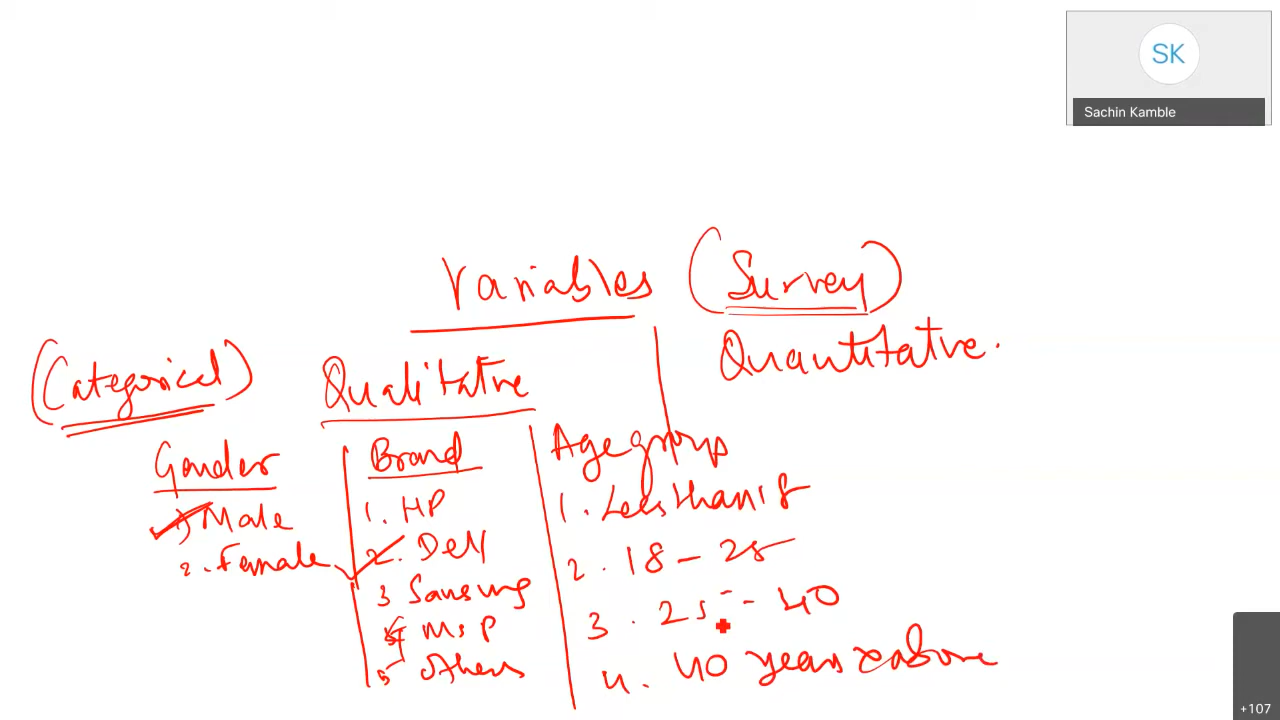 SK
Sachin Kamble
Variables (Survey)
(Categorical) Qualitative Quantitative.
Gender
1) Male
2. Female
Brand
1. HP
2. Dell
3 Samsung
5 Others
Age group
1. Less than 18
2. 18 - 25
3. 25 - 40
4. 40 years & above
+107